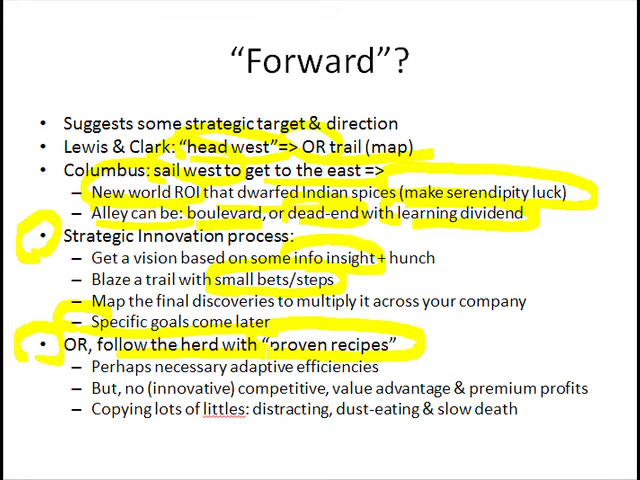 "Forward"?
• Suggests some strategic target & direction
• Lewis & Clark: "head west"=> OR trail (map)
• Columbus: sail west to get to the east =>
– New world ROI that dwarfed Indian spices (make serendipity luck)
– Alley can be: boulevard, or dead-end with learning dividend
• Strategic Innovation process:
– Get a vision based on some info insight + hunch
– Blaze a trail with small bets/steps
– Map the final discoveries to multiply it across your company
– Specific goals come later
• OR, follow the herd with "proven recipes"
– Perhaps necessary adaptive efficiencies
– But, no (innovative) competitive, value advantage & premium profits
– Copying lots of littles: distracting, dust-eating & slow death